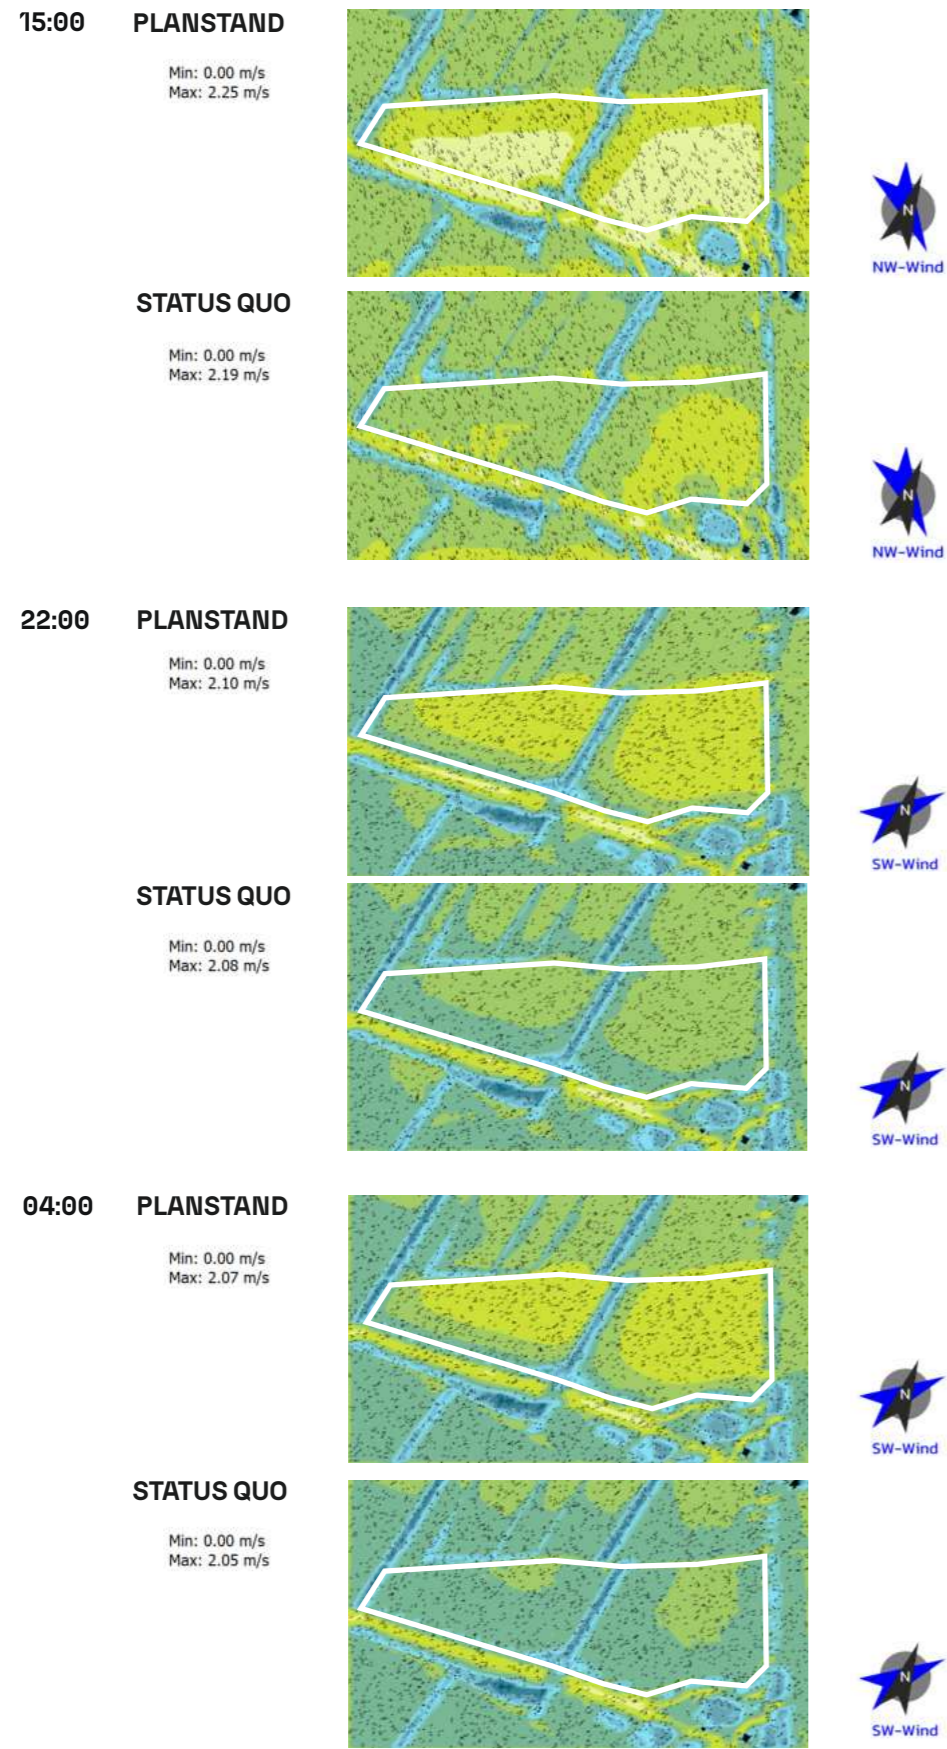 15:00 PLANSTAND
Min: 0.00 m/s
Max: 2.25 m/s
N
NW-Wind
STATUS QUO
Min: 0.00 m/s
Max: 2.19 m/s
N
NW-Wind
22:00 PLANSTAND
Min: 0.00 m/s
Max: 2.10 m/s
N
SW-Wind
STATUS QUO
Min: 0.00 m/s
Max: 2.08 m/s
N
SW-Wind
04:00 PLANSTAND
Min: 0.00 m/s
Max: 2.07 m/s
N
SW-Wind
STATUS QUO
Min: 0.00 m/s
Max: 2.05 m/s
N
SW-Wind